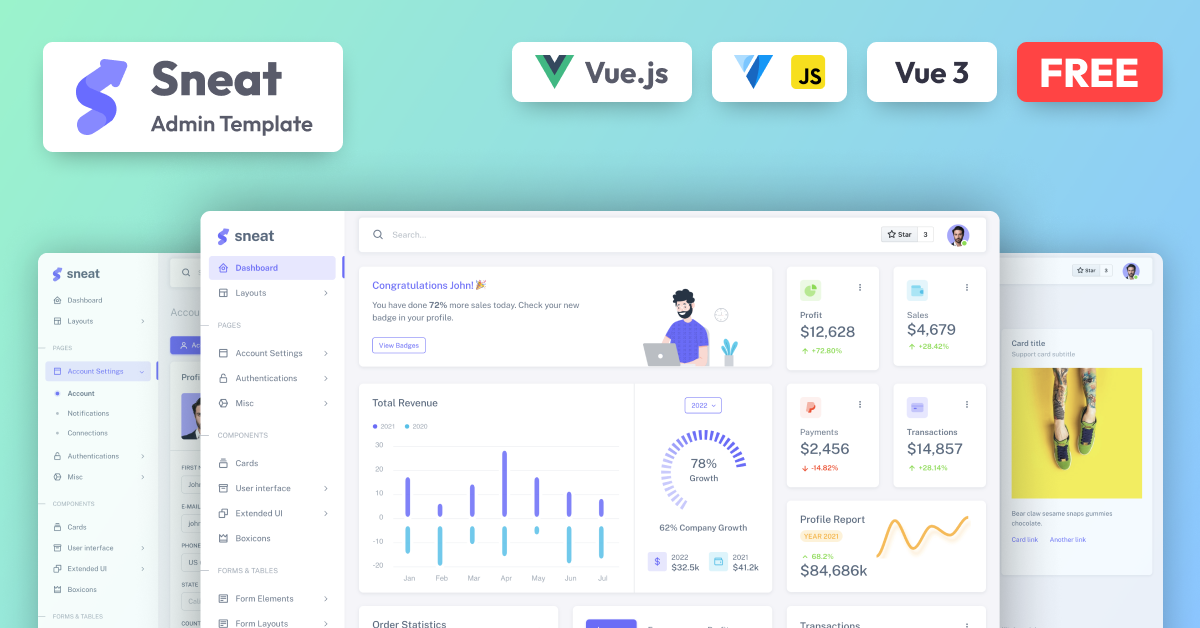 Sneat
Admin Template
Vue.js
JS
Vue 3
FREE
sneat
Dashboard
Layouts
PAGES
Account Settings
Account
Notifications
Connections
Authentications
Misc
COMPONENTS
Cards
User interface
Extended UI
Boxicons
FORMS & TABLES
sneat
Dashboard
Layouts
PAGES
Account Settings
Authentications
Misc
COMPONENTS
Cards
User interface
Extended UI
Boxicons
FORMS & TABLES
Form Elements
Form Layouts
Search...
Star 3
Congratulations John!🎉
You have done 72% more sales today. Check your new
badge in your profile.
View Badges
Profit
$12,628
+72.80%
Sales
$4,679
+28.42%
Total Revenue
2021 2020
30
20
10
0
-10
-20
Jan Feb Mar Apr May Jun Jul
2022
78%
Growth
62% Company Growth
$
2022
$32.5k
2021
$41.2k
Payments
$2,456
-14.82%
Transactions
$14,857
+28.14%
Profile Report
YEAR 2021
68.2%
$84,686k
Order Statistics
Transactions
Star 3
Card title
Support card subtitle
Bear claw sesame snaps gummies
chocolate.
Card link Another link